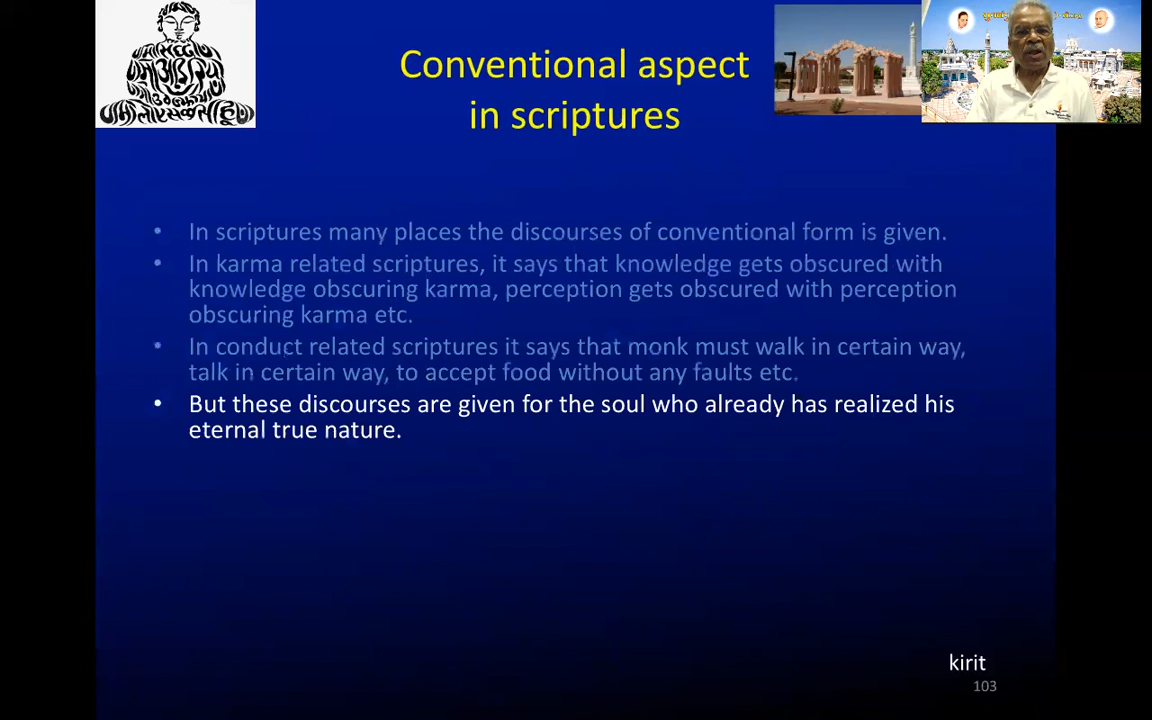 Conventional aspect
in scriptures
• In scriptures many places the discourses of conventional form is given.
• In karma related scriptures, it says that knowledge gets obscured with
knowledge obscuring karma, perception gets obscured with perception
obscuring karma etc.
• In conduct related scriptures it says that monk must walk in certain way,
talk in certain way, to accept food without any faults etc.
• But these discourses are given for the soul who already has realized his
eternal true nature.
kirit
103